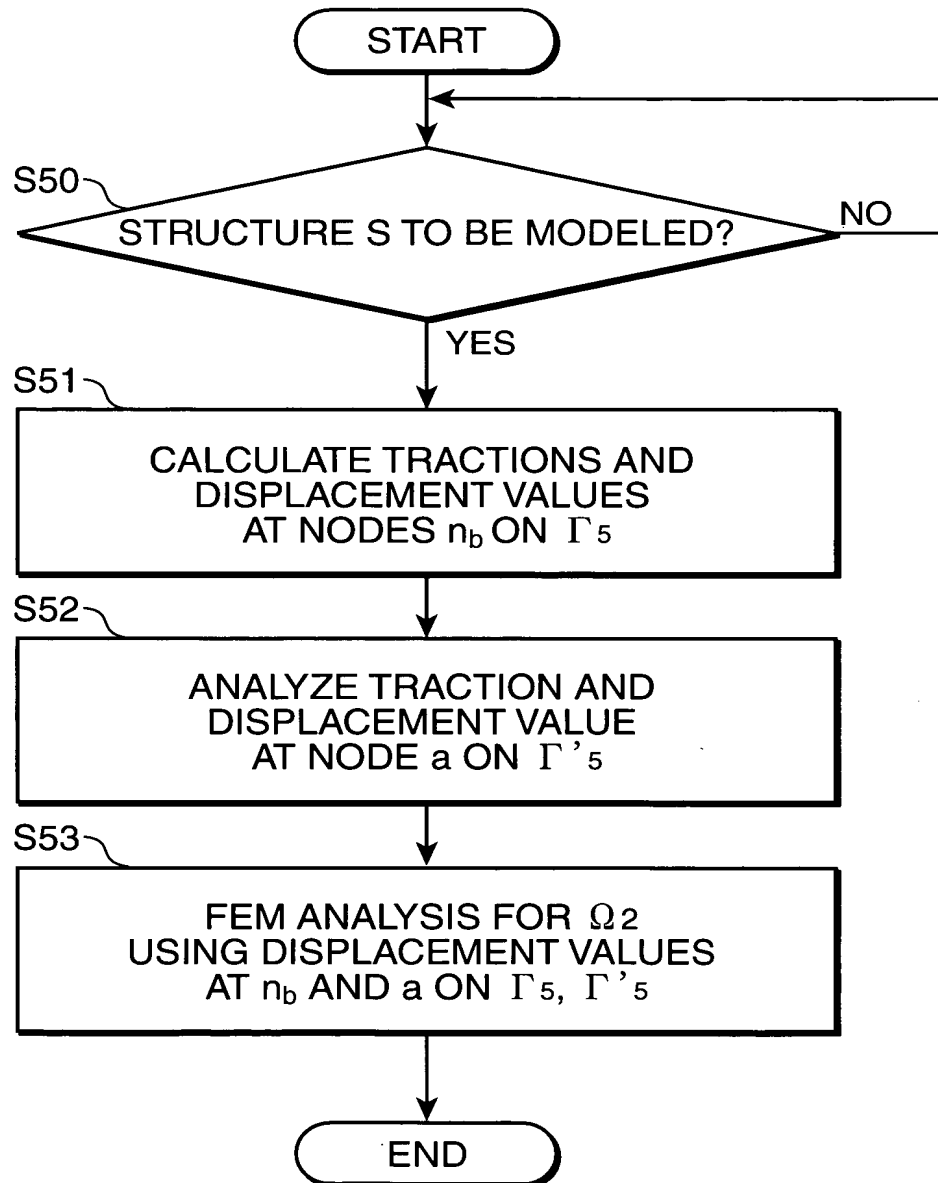 START
S50
STRUCTURE S TO BE MODELED?
NO
YES
S51
CALCULATE TRACTIONS AND
DISPLACEMENT VALUES
AT NODES n_b ON Γ5
S52
ANALYZE TRACTION AND
DISPLACEMENT VALUE
AT NODE a ON Γ'5
S53
FEM ANALYSIS FOR Ω2
USING DISPLACEMENT VALUES
AT n_b AND a ON Γ5, Γ'5
END